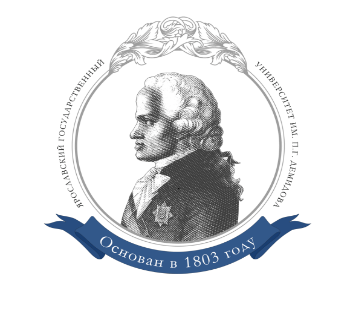 ЯРОСЛАВСКИЙ ГОСУДАРСТВЕННЫЙ
УНИВЕРСИТЕТ ИМ. П.Г. ДЕМИДОВА
Основан в 1803 году